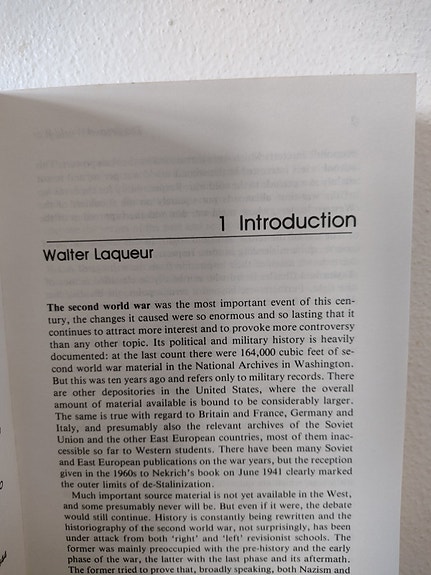 1 Introduction
Walter Laqueur
The second world war was the most important event of this cen-
tury, the changes it caused were so enormous and so lasting that it
continues to attract more interest and to provoke more controversy
than any other topic. Its political and military history is heavily
documented: at the last count there were 164,000 cubic feet of se-
cond world war material in the National Archives in Washington.
But this was ten years ago and refers only to military records. There
are other depositories in the United States, where the overall
amount of material available is bound to be considerably larger.
The same is true with regard to Britain and France, Germany and
Italy, and presumably also the relevant archives of the Soviet
Union and the other East European countries, most of them inac-
cessible so far to Western students. There have been many Soviet
and East European publications on the war years, but the reception
given in the 1960s to Nekrich's book on June 1941 clearly marked
the outer limits of de-Stalinization.
Much important source material is not yet available in the West,
and some presumably never will be. But even if it were, the debate
would still continue. History is constantly being rewritten and the
historiography of the second world war, not surprisingly, has been
under attack from both 'right' and 'left' revisionist schools. The
former was mainly preoccupied with the pre-history and the early
phase of the war, the latter with the last phase and its aftermath.
The former tried to prove that, broadly speaking, both Nazism and